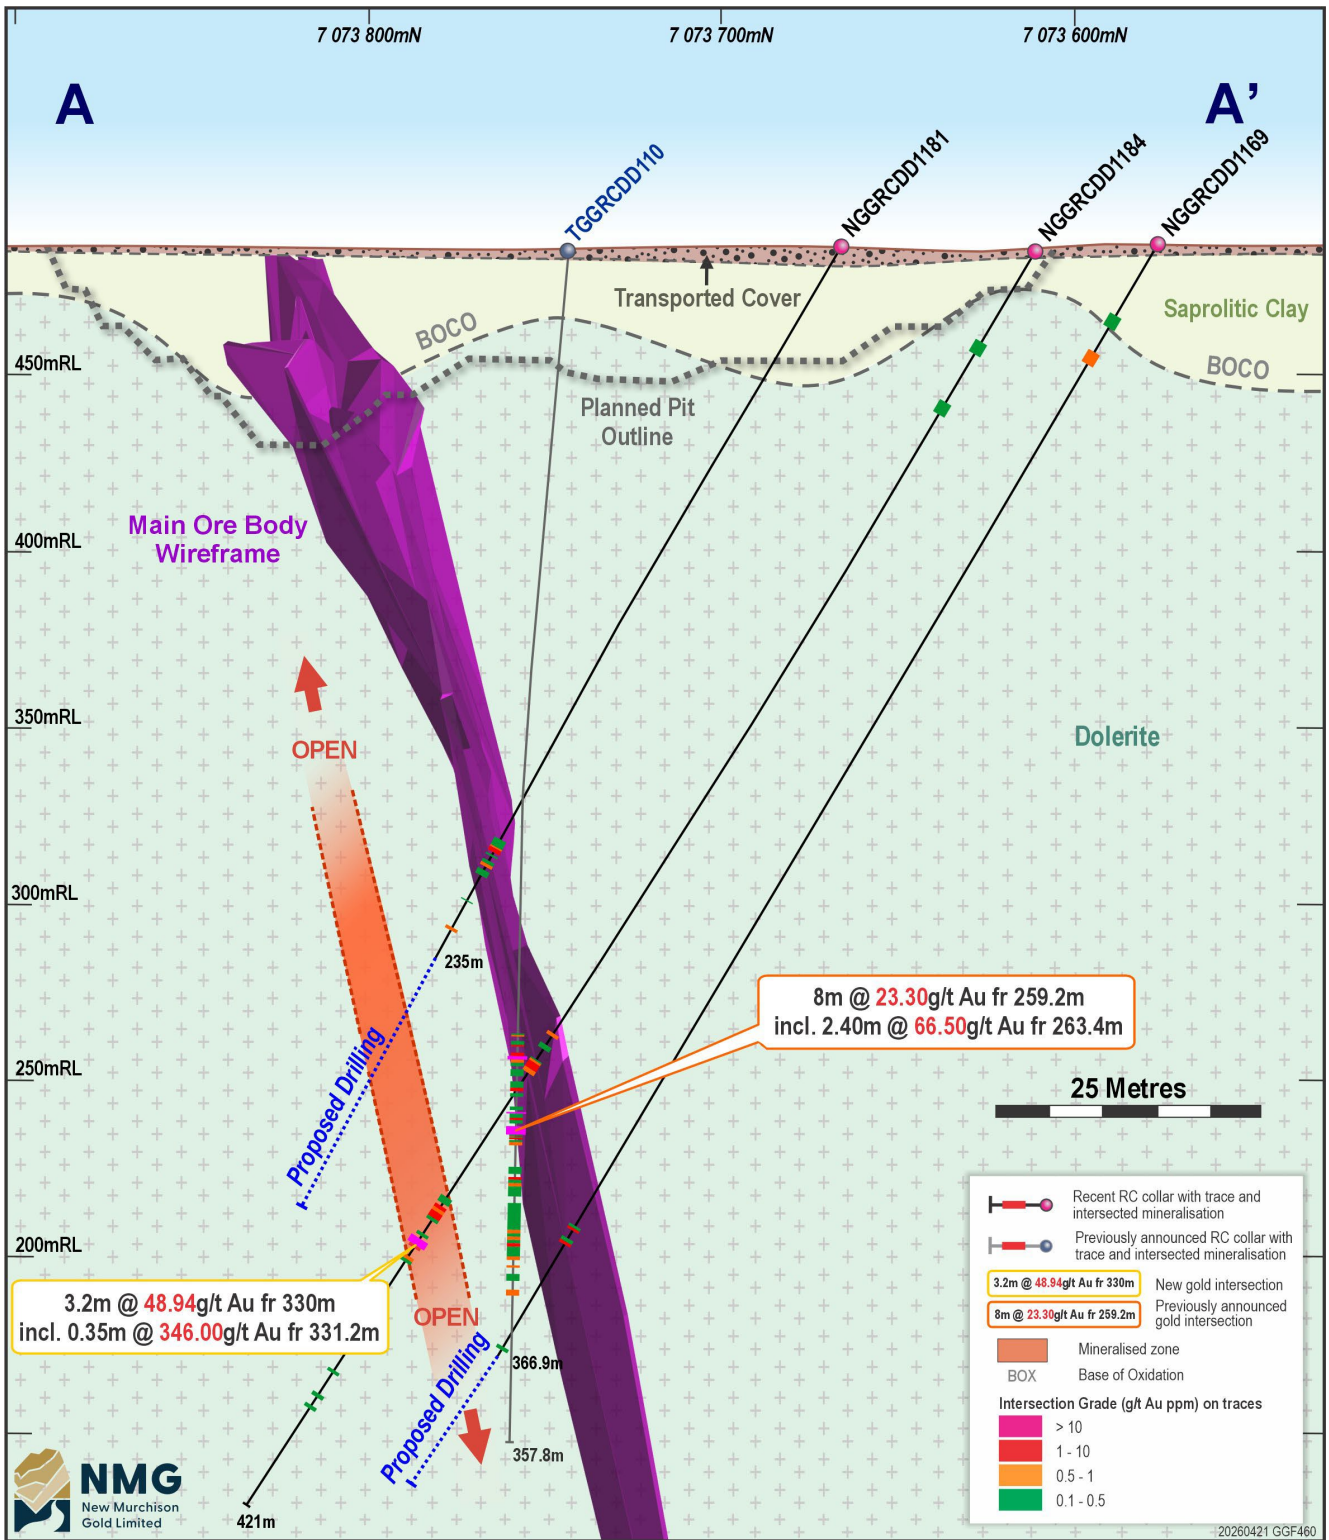 7 073 800mN
7 073 700mN
7 073 600mN
A
A'
TGGRCDD110
NGGRCDD1181
NGGRCDD1184
NGGRCDD1169
Transported Cover
Saprolitic Clay
BOCO
BOCO
450mRL
Planned Pit
Outline
Main Ore Body
Wireframe
400mRL
350mRL
OPEN
Dolerite
300mRL
235m
8m @ 23.30g/t Au fr 259.2m
incl. 2.40m @ 66.50g/t Au fr 263.4m
250mRL
Proposed Drilling
25 Metres
200mRL
3.2m @ 48.94g/t Au fr 330m
incl. 0.35m @ 346.00g/t Au fr 331.2m
OPEN
Proposed Drilling
366.9m
357.8m
421m
NMG
New Murchison
Gold Limited
Recent RC collar with trace and
intersected mineralisation
Previously announced RC collar with
trace and intersected mineralisation
3.2m @ 48.94g/t Au fr 330m
New gold intersection
8m @ 23.30g/t Au fr 259.2m
Previously announced
gold intersection
Mineralised zone
BOX
Base of Oxidation
Intersection Grade (g/t Au ppm) on traces
> 10
1 - 10
0.5 - 1
0.1 - 0.5
20260421 GGF460